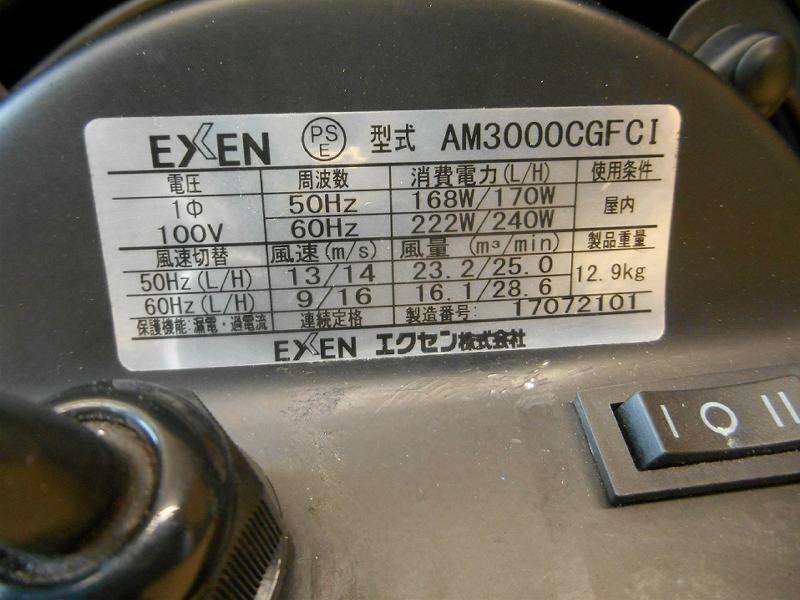 EXEN PSE 型式 AM3000CGFCI
電圧 周波数 消費電力(L/H) 使用条件
1Φ 50Hz 168W/170W 屋内
100V 60Hz 222W/240W
風速切替 風速(m/s) 風量(m³/min) 製品重量
50Hz(L/H) 13/14 23.2/25.0 12.9kg
60Hz(L/H) 9/16 16.1/28.6
保護機能:漏電・過電流 連続定格 製造番号: 17072101
EXEN エクセン株式会社
I O II